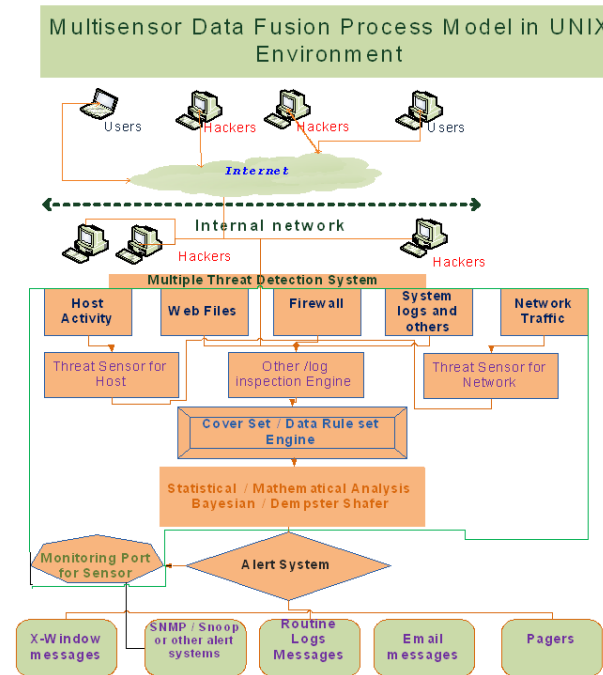 Multisensor Data Fusion Process Model in UNIX
Environment
Users
Hackers
Hackers
Users
Internet
Internal network
Hackers
Hackers
Multiple Threat Detection System
Host
Activity
Web Files
Firewall
System
logs and
others
Network
Traffic
Threat Sensor for
Host
Other /log
inspection Engine
Threat Sensor for
Network
Cover Set / Data Rule set
Engine
Statistical / Mathematical Analysis
Bayesian / Dempster Shafer
Monitoring Port
for Sensor
Alert System
X-Window
messages
SNMP / Snoop
or other alert
systems
Routine
Logs
Messages
Email
messages
Pagers